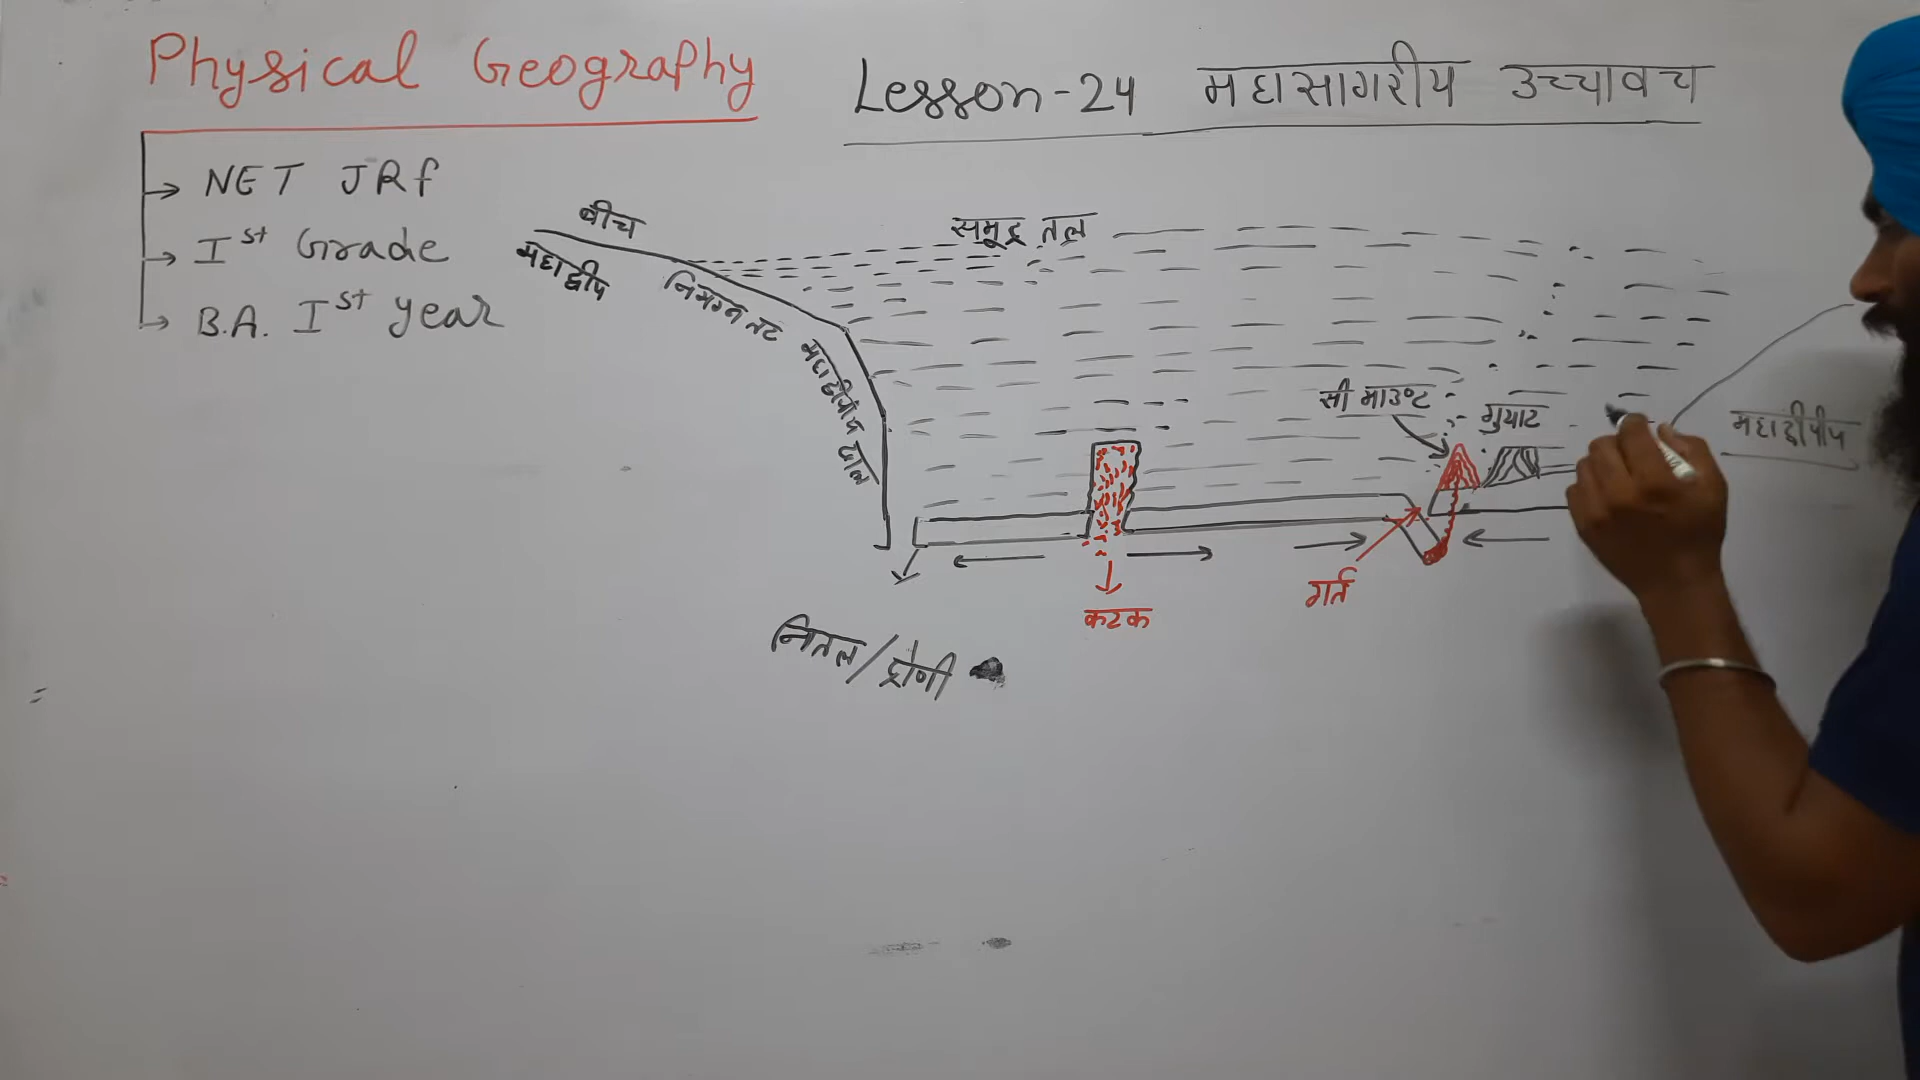 Physical Geography
Lesson-24 महासागरीय उच्चावच
NET JRf
Ist Grade
B.A. Ist year
बीच
महाद्वीप
निमग्न तट
महाद्वीपीय ढाल
समुद्र तल
सी माउण्ट
गुयाट
महाद्वीपीय
गर्त
कटक
नितल/द्रोणी